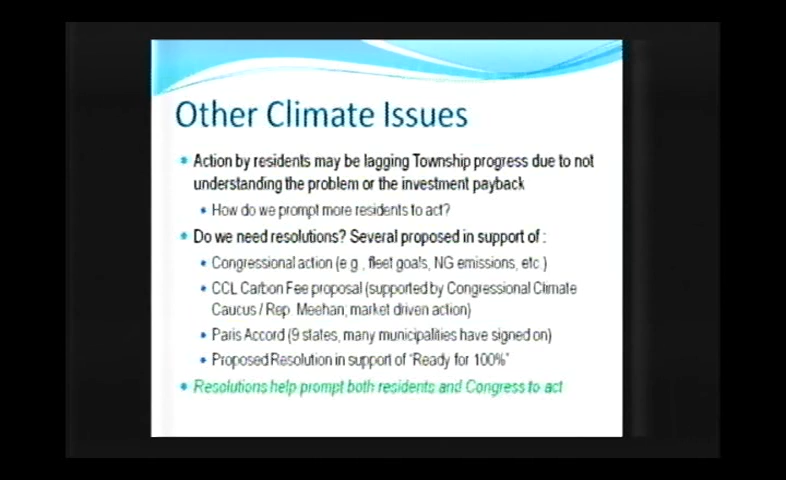 Other Climate Issues
Action by residents may be lagging Township progress due to not
understanding the problem or the investment payback
How do we prompt more residents to act?
Do we need resolutions? Several proposed in support of :
Congressional action (e.g., fleet goals, NG emissions, etc.)
CCL Carbon Fee proposal (supported by Congressional Climate
Caucus / Rep. Meehan; market driven action)
Paris Accord (9 states, many municipalities have signed on)
Proposed Resolution in support of "Ready for 100%"
Resolutions help prompt both residents and Congress to act